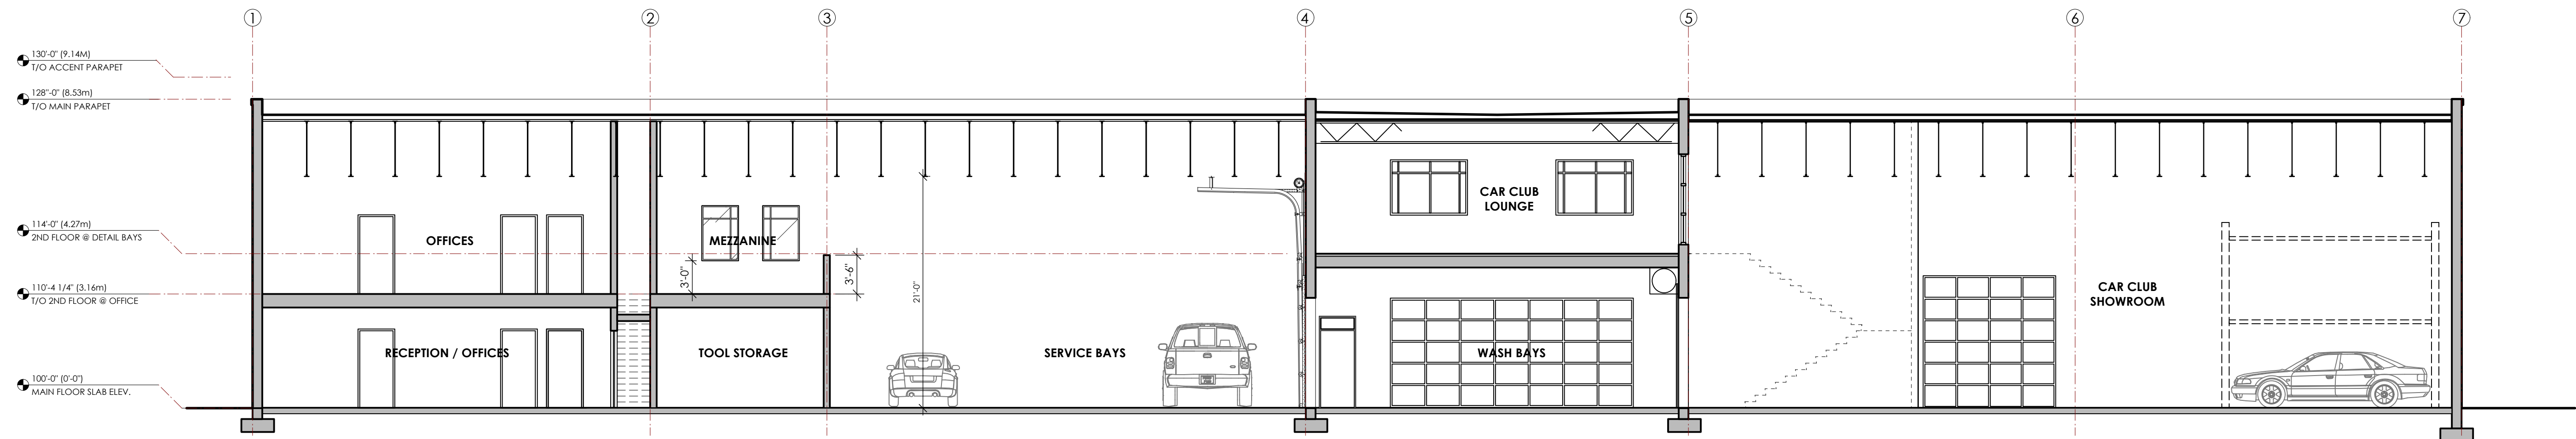 1
2
3
4
5
6
7
130'-0" (9.14M)
T/O ACCENT PARAPET
128"-0" (8.53m)
T/O MAIN PARAPET
114'-0" (4.27m)
2ND FLOOR @ DETAIL BAYS
110'-4 1/4" (3.16m)
T/O 2ND FLOOR @ OFFICE
100'-0" (0'-0")
MAIN FLOOR SLAB ELEV.
OFFICES
MEZZANINE
3'-0"
3'-6"
21'-0"
CAR CLUB
LOUNGE
CAR CLUB
SHOWROOM
RECEPTION / OFFICES
TOOL STORAGE
SERVICE BAYS
WASH BAYS